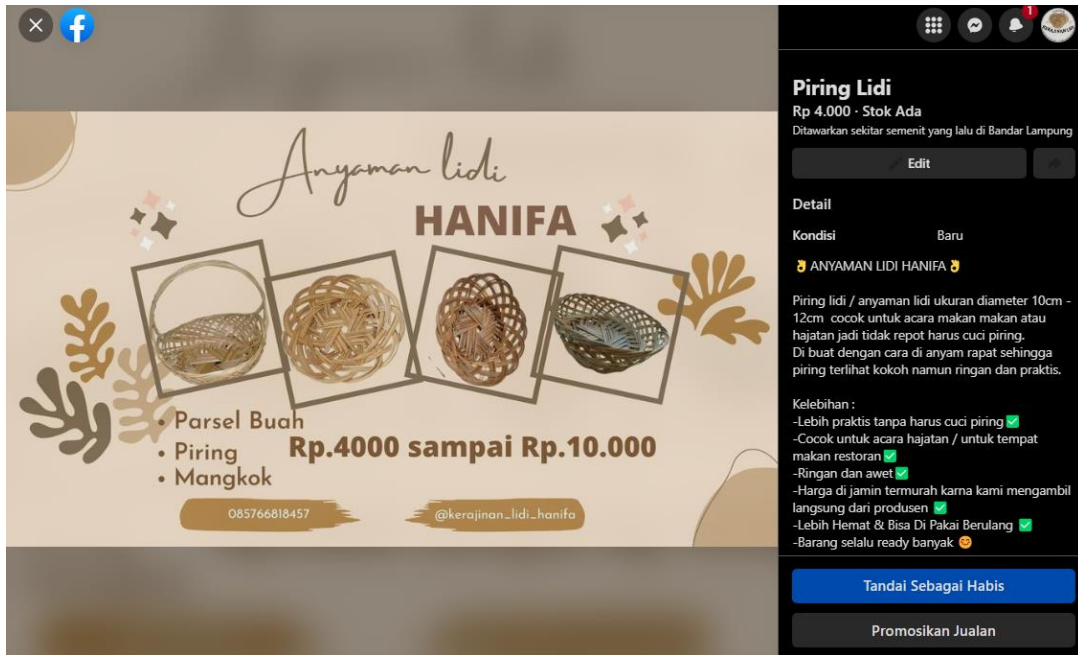 Anyaman lidi
HANIFA
• Parsel Buah
• Piring
• Mangkok
Rp.4000 sampai Rp.10.000
085766818457
@kerajinan_lidi_hanifa
1
Piring Lidi
Rp 4.000 · Stok Ada
Ditawarkan sekitar semenit yang lalu di Bandar Lampung
Edit
Detail
Kondisi Baru
👌 ANYAMAN LIDI HANIFA 👌
Piring lidi / anyaman lidi ukuran diameter 10cm -
12cm cocok untuk acara makan makan atau
hajatan jadi tidak repot harus cuci piring.
Di buat dengan cara di anyam rapat sehingga
piring terlihat kokoh namun ringan dan praktis.
Kelebihan :
-Lebih praktis tanpa harus cuci piring ✅
-Cocok untuk acara hajatan / untuk tempat
makan restoran ✅
-Ringan dan awet ✅
-Harga di jamin termurah karna kami mengambil
langsung dari produsen ✅
-Lebih Hemat & Bisa Di Pakai Berulang ✅
-Barang selalu ready banyak 😊
Tandai Sebagai Habis
Promosikan Jualan